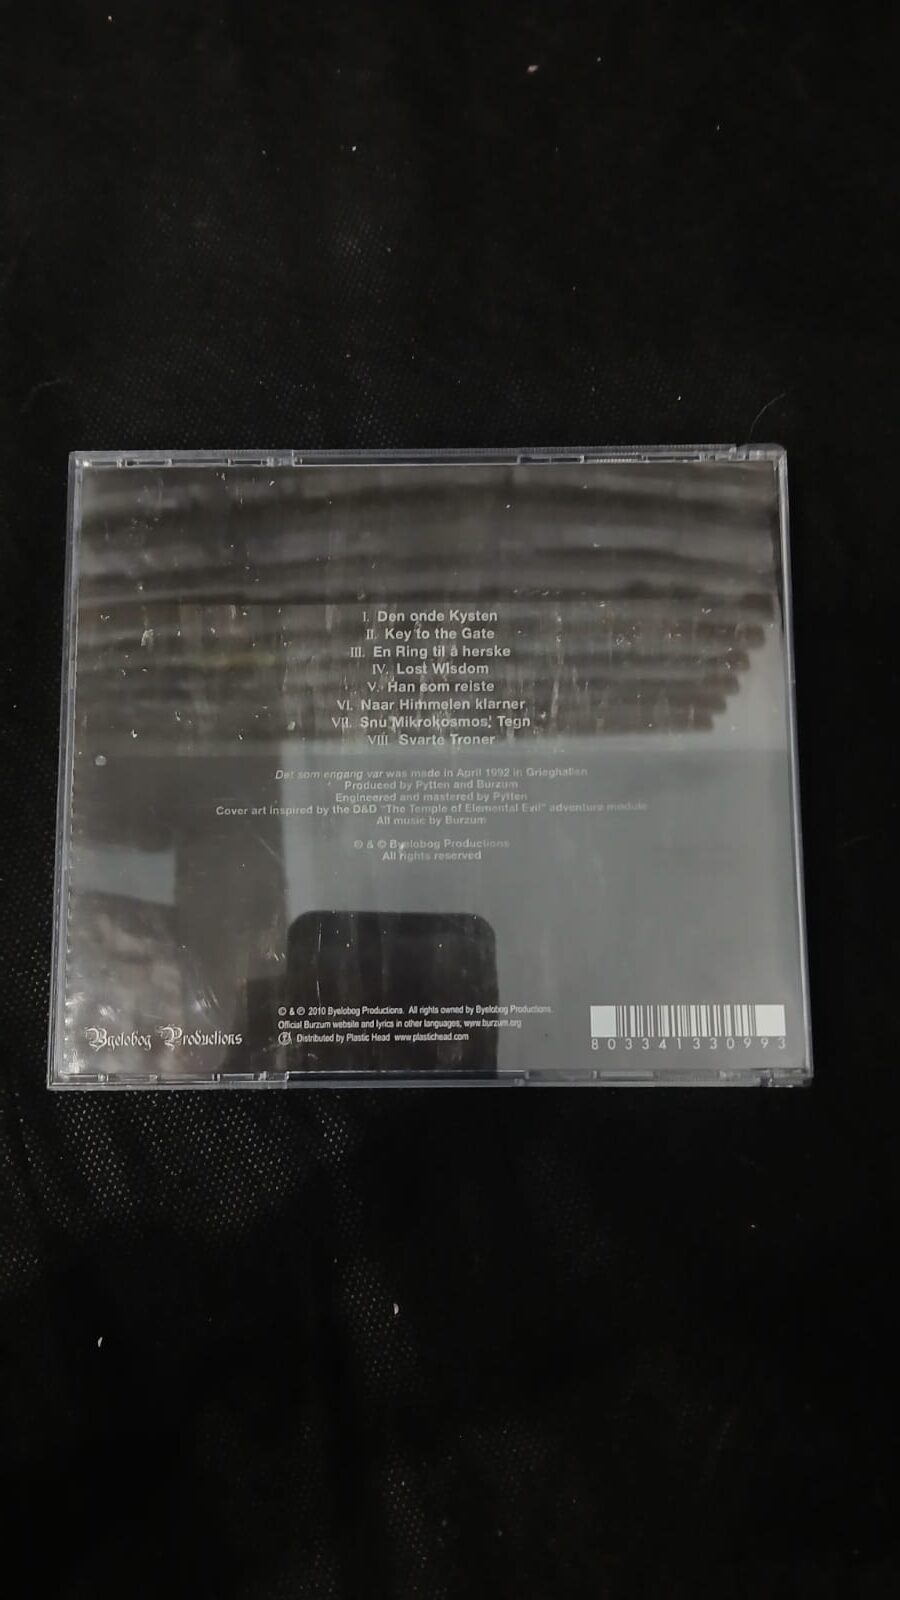 I. Den onde Kysten
II. Key to the Gate
III. En Ring til å herske
IV. Lost Wisdom
V. Han som reiste
VI. Naar Himmelen klarner
VII. Snu Mikrokosmos' Tegn
VIII. Svarte Troner
Det som engang var was made in April 1992 in Grieghallen
Produced by Pytten and Burzum
Engineered and mastered by Pytten
Cover art inspired by the D&D "The Temple of Elemental Evil" adventure module
All music by Burzum
℗ & © Byelobog Productions
All rights reserved
Byelobog Productions
© & ℗ 2010 Byelobog Productions. All rights owned by Byelobog Productions.
Official Burzum website and lyrics in other languages; www.burzum.org
Distributed by Plastic Head www.plastichead.com
8033413 30993